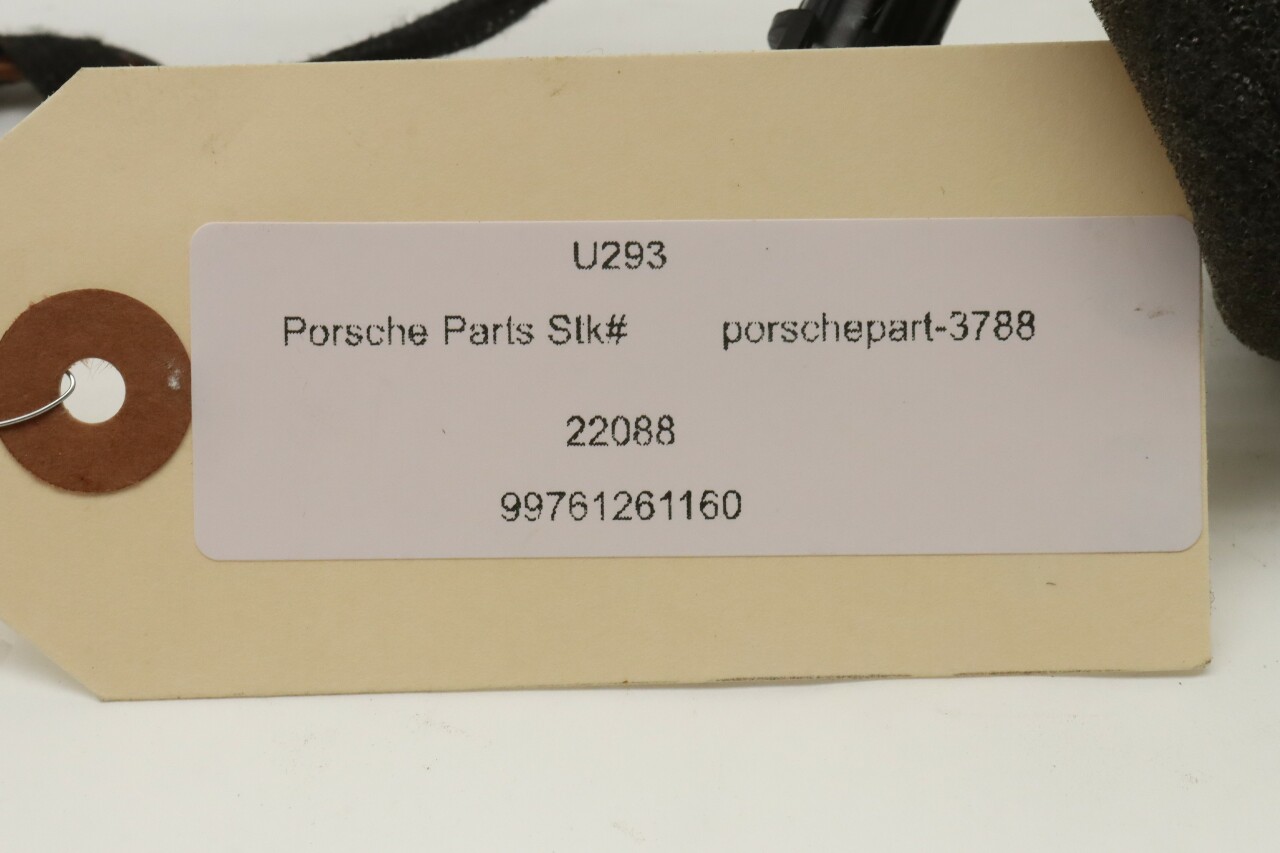 U293
Porsche Parts Stk# porschepart-3788
22088
99761261160